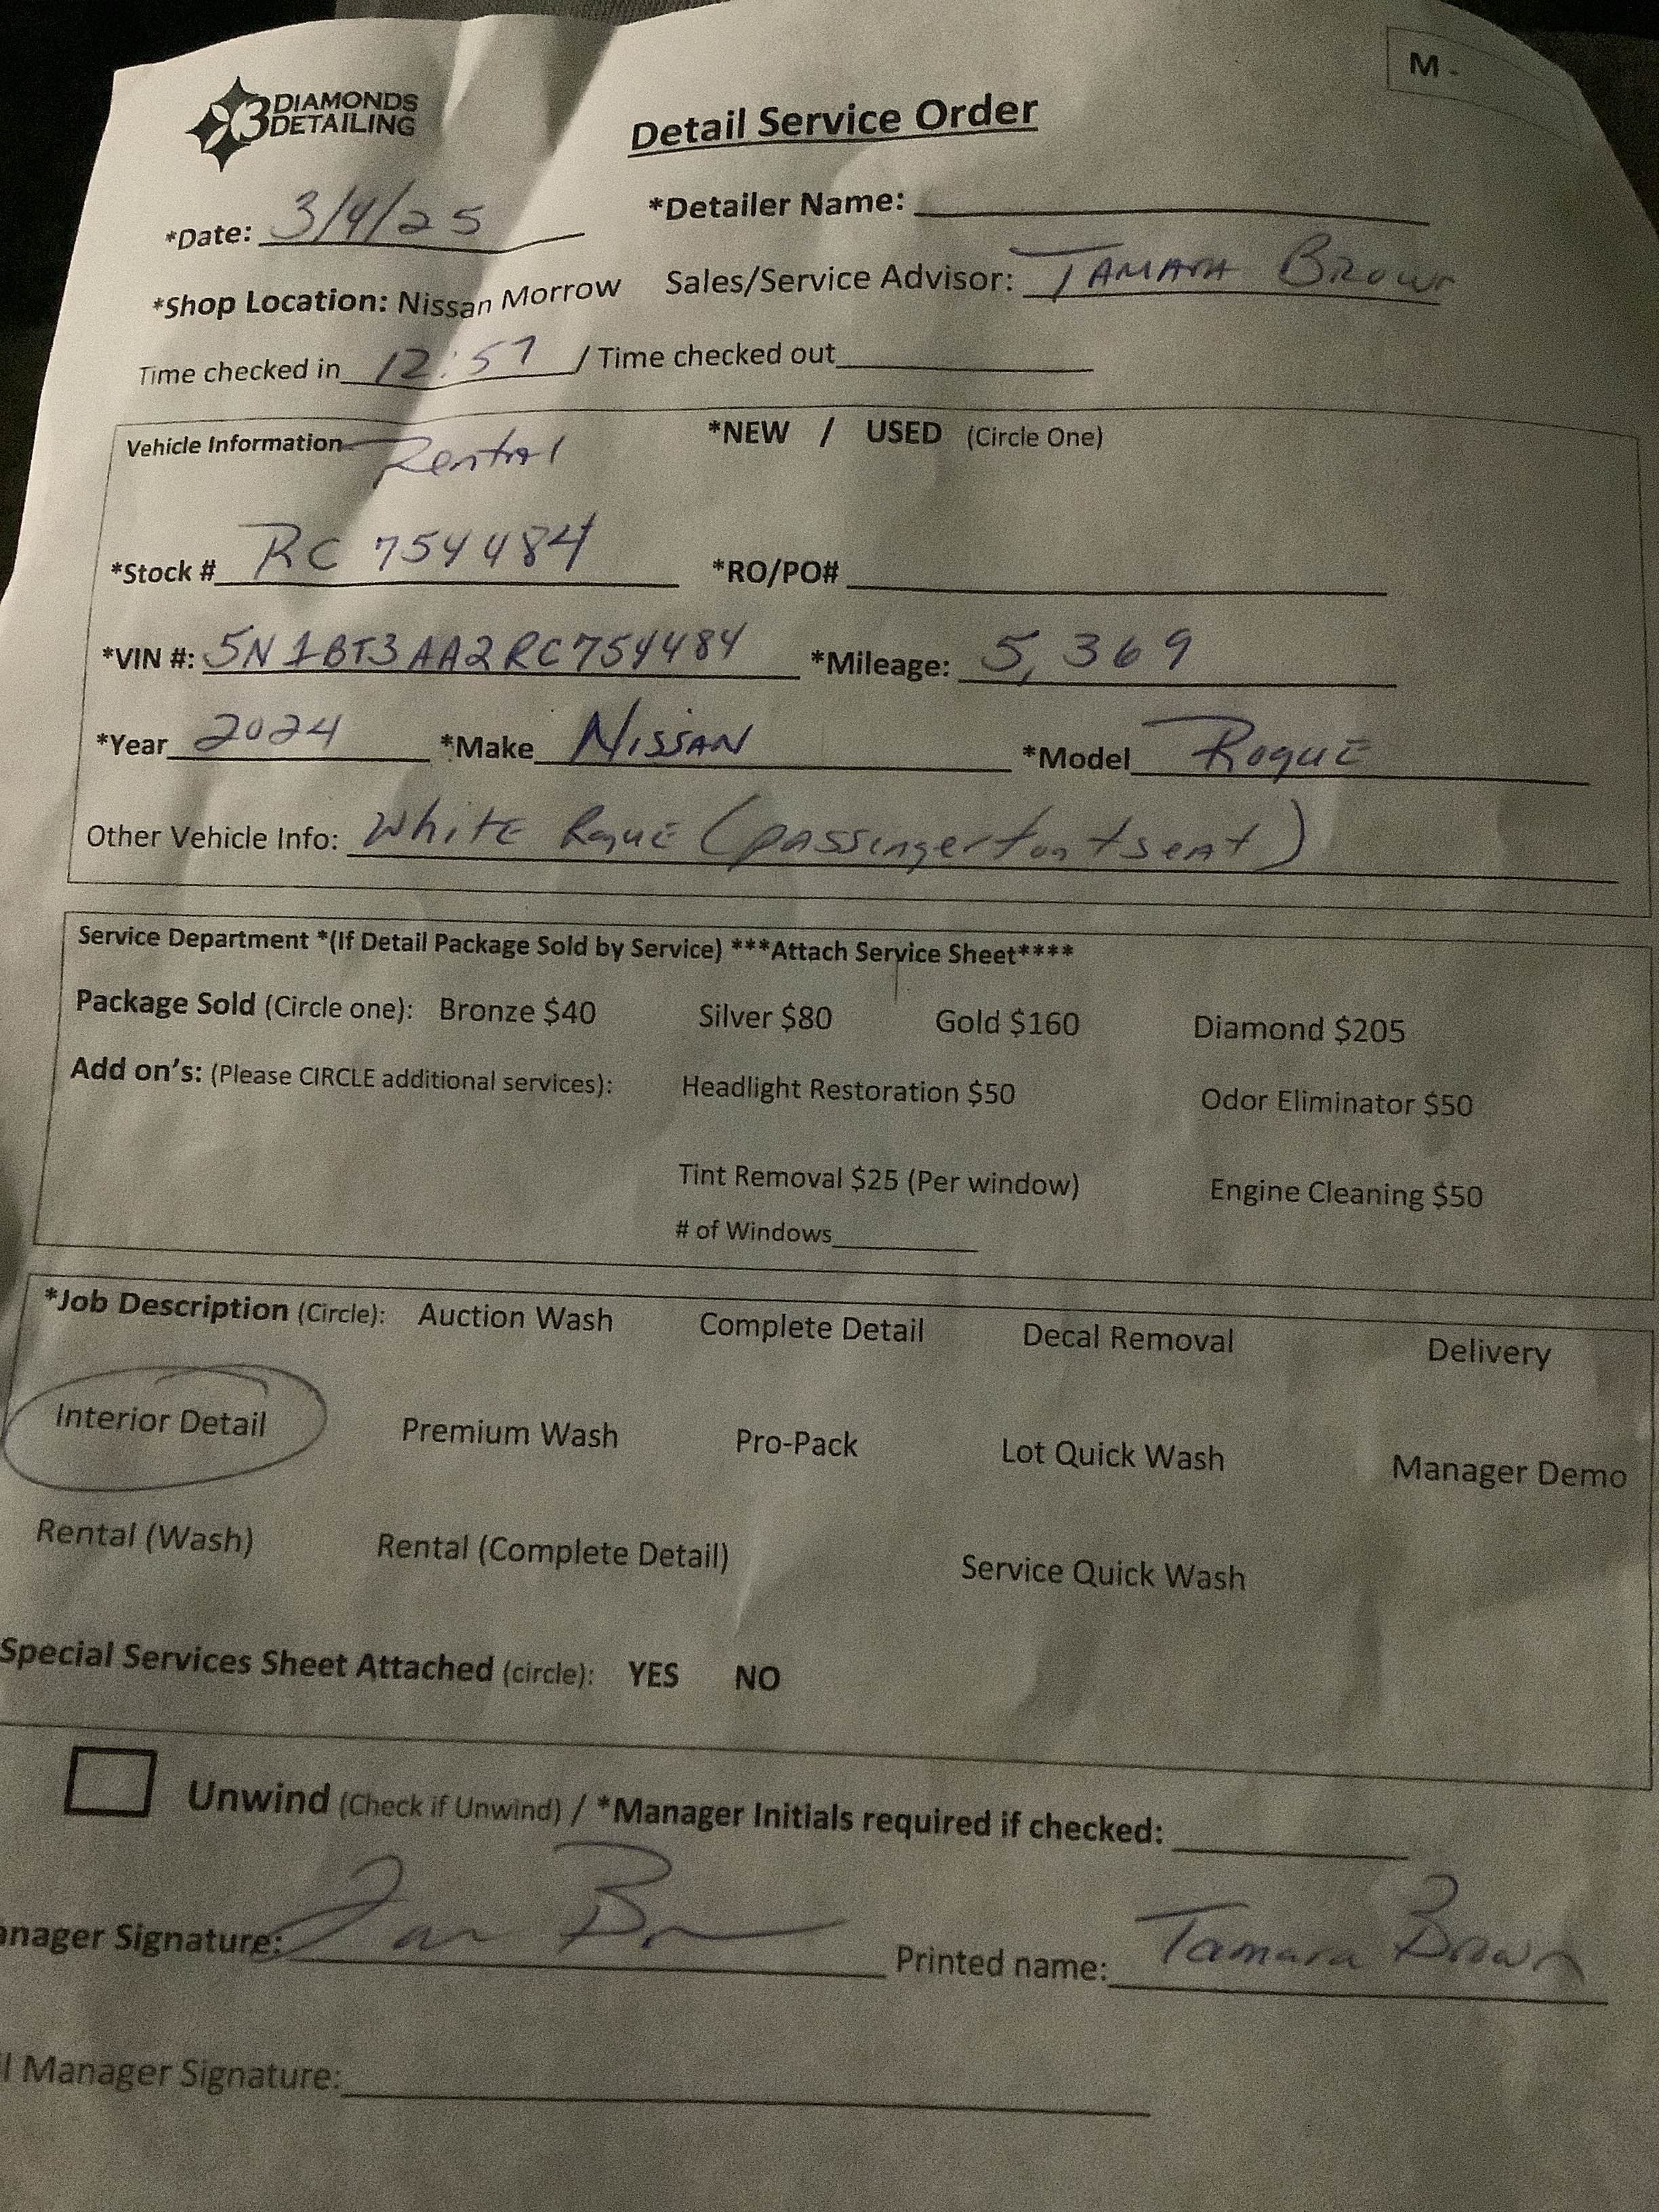 3 DIAMONDS DETAILING
M -
Detail Service Order
*Date: 3/4/25 *Detailer Name:
*Shop Location: Nissan Morrow Sales/Service Advisor: TAMARA BROWN
Time checked in 12:57 / Time checked out
Vehicle Information Rental *NEW / USED (Circle One)
*Stock # RC 754484 *RO/PO#
*VIN #: 5N1BT3AA2RC754484 *Mileage: 5,369
*Year 2024 *Make NISSAN *Model RoguE
Other Vehicle Info: WhitE RoguE (passinger front seat)
Service Department *(If Detail Package Sold by Service) ***Attach Service Sheet****
Package Sold (Circle one): Bronze $40 Silver $80 Gold $160 Diamond $205
Add on's: (Please CIRCLE additional services): Headlight Restoration $50 Odor Eliminator $50
Tint Removal $25 (Per window) Engine Cleaning $50
# of Windows
*Job Description (Circle): Auction Wash Complete Detail Decal Removal Delivery
Interior Detail Premium Wash Pro-Pack Lot Quick Wash Manager Demo
Rental (Wash) Rental (Complete Detail) Service Quick Wash
Special Services Sheet Attached (circle): YES NO
Unwind (Check if Unwind) / *Manager Initials required if checked:
anager Signature: Printed name: Tamara Brown
l Manager Signature: